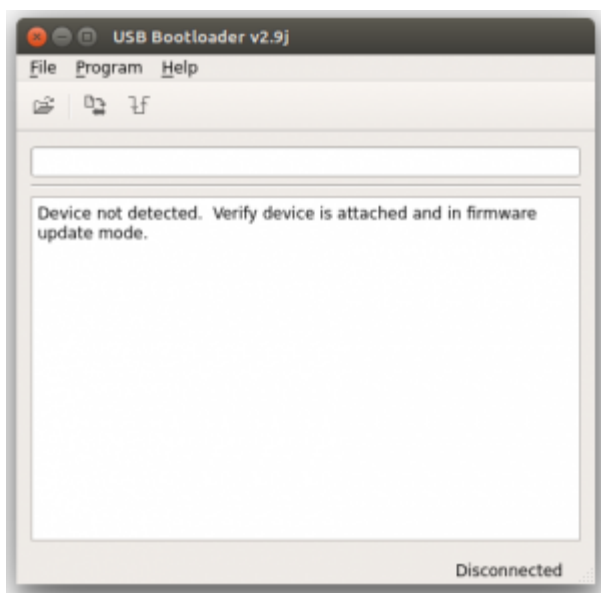 USB Bootloader v2.9j
File Program Help
Device not detected. Verify device is attached and in firmware
update mode.
Disconnected